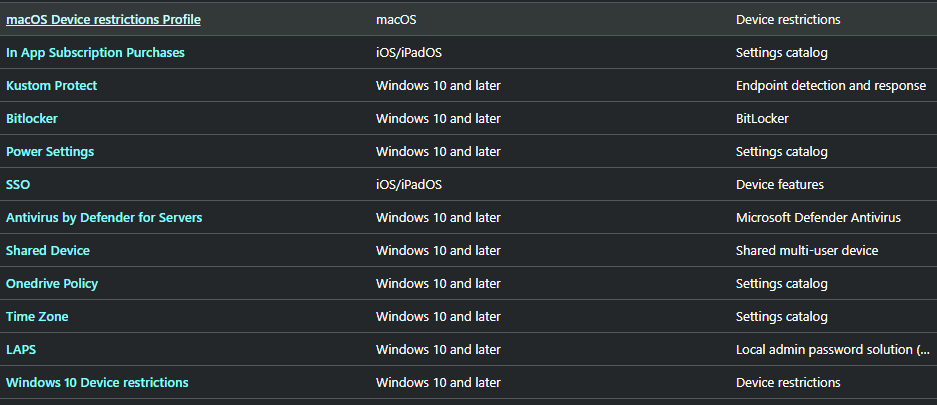 macOS Device restrictions Profile macOS Device restrictions
In App Subscription Purchases iOS/iPadOS Settings catalog
Kustom Protect Windows 10 and later Endpoint detection and response
Bitlocker Windows 10 and later BitLocker
Power Settings Windows 10 and later Settings catalog
SSO iOS/iPadOS Device features
Antivirus by Defender for Servers Windows 10 and later Microsoft Defender Antivirus
Shared Device Windows 10 and later Shared multi-user device
Onedrive Policy Windows 10 and later Settings catalog
Time Zone Windows 10 and later Settings catalog
LAPS Windows 10 and later Local admin password solution (...
Windows 10 Device restrictions Windows 10 and later Device restrictions